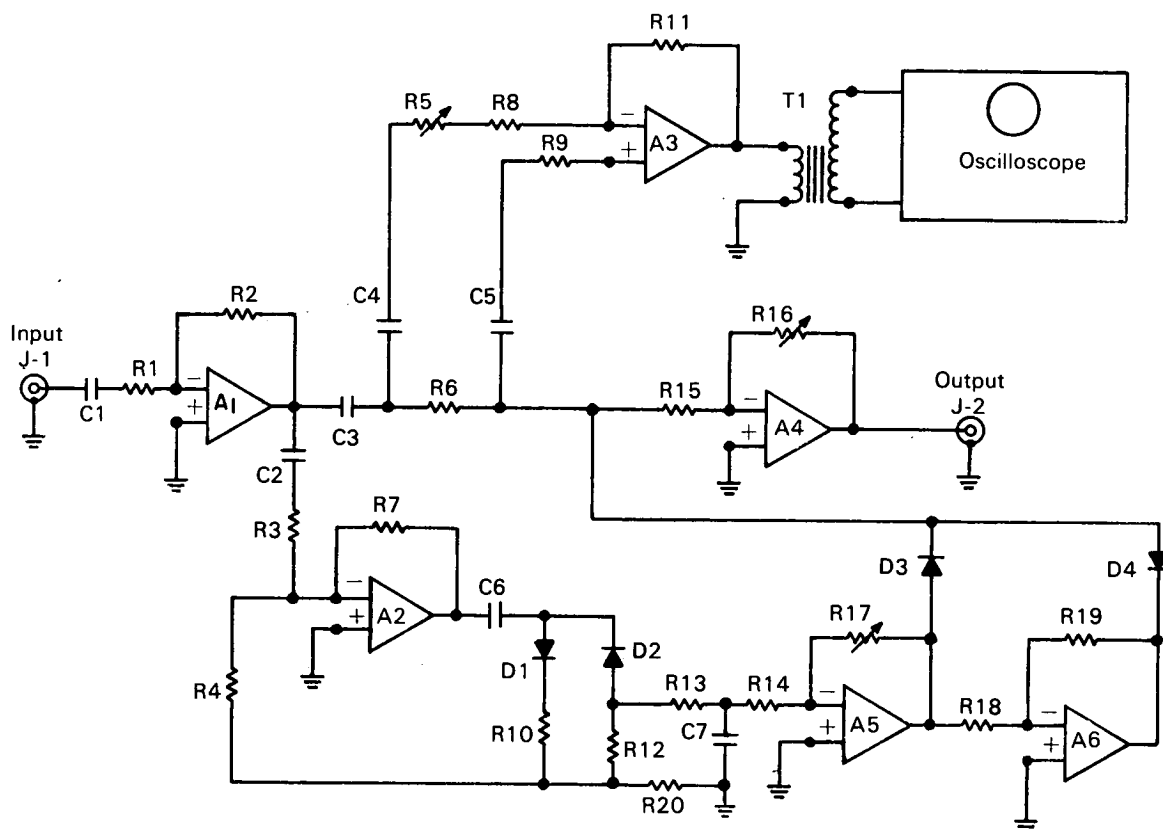 R11
R5
R8
T1
−
A3
+
R9
Oscilloscope
C4
C5
R2
R16
Input
J-1
R1
−
+
A1
C1
C3
R6
R15
−
+
A4
Output
J-2
C2
R3
R7
−
+
A2
C6
D3
D4
D1
D2
R17
R19
R4
R10
R12
R13
R14
C7
−
+
A5
R18
−
+
A6
R20